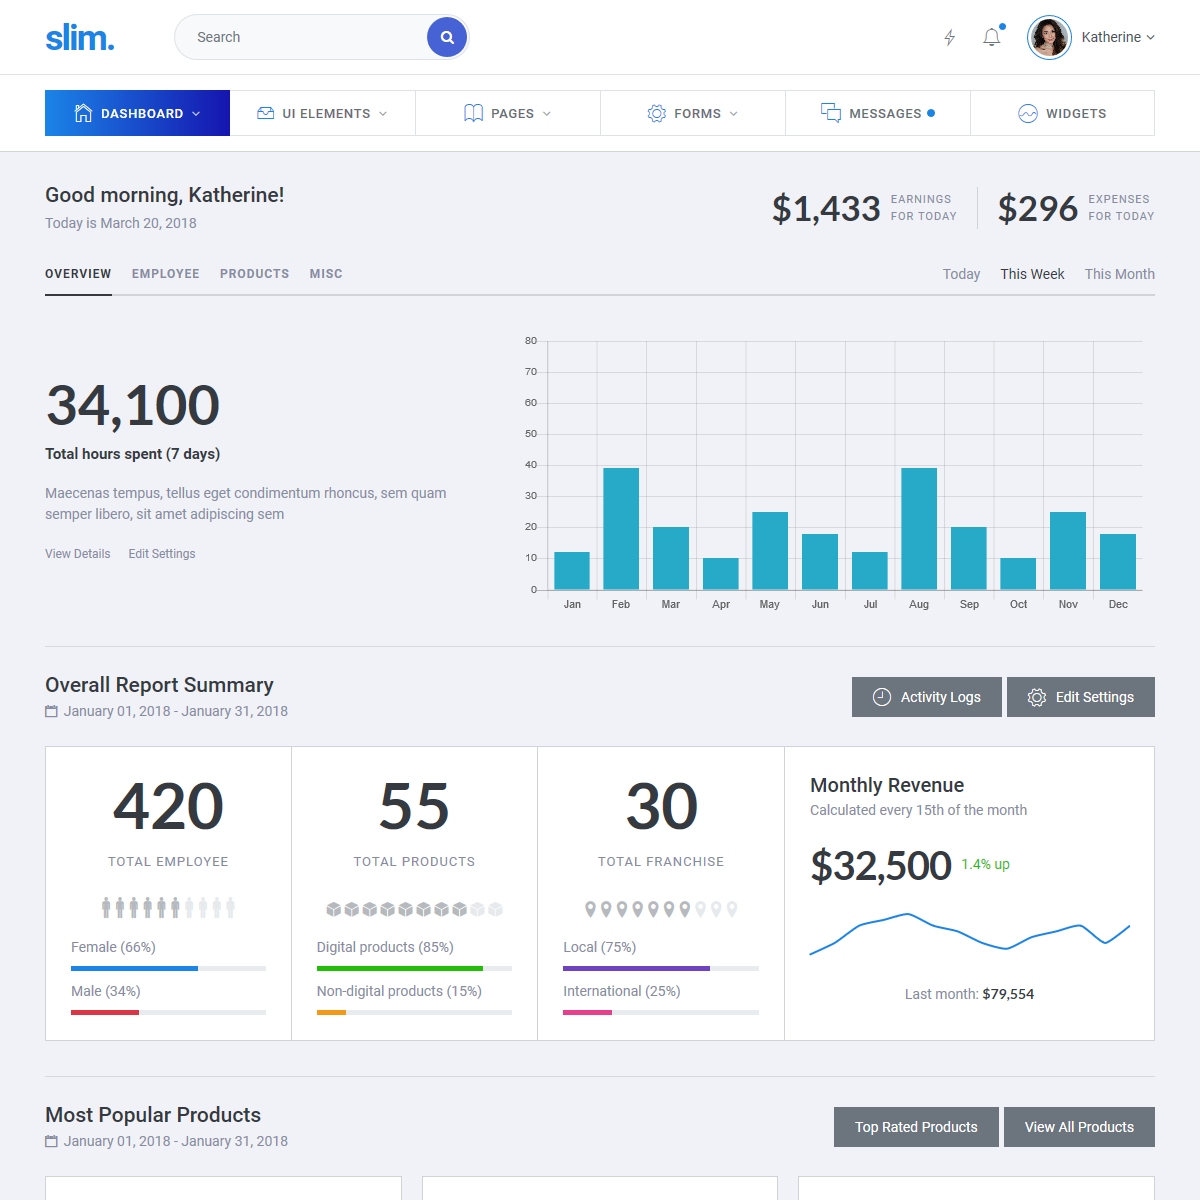 slim.
Search
Katherine
DASHBOARD
UI ELEMENTS
PAGES
FORMS
MESSAGES
WIDGETS
Good morning, Katherine!
Today is March 20, 2018
$1,433
EARNINGS
FOR TODAY
$296
EXPENSES
FOR TODAY
OVERVIEW
EMPLOYEE
PRODUCTS
MISC
Today
This Week
This Month
34,100
Total hours spent (7 days)
Maecenas tempus, tellus eget condimentum rhoncus, sem quam
semper libero, sit amet adipiscing sem
View Details
Edit Settings
80
70
60
50
40
30
20
10
0
Jan Feb Mar Apr May Jun Jul Aug Sep Oct Nov Dec
Overall Report Summary
January 01, 2018 - January 31, 2018
Activity Logs
Edit Settings
420
TOTAL EMPLOYEE
Female (66%)
Male (34%)
55
TOTAL PRODUCTS
Digital products (85%)
Non-digital products (15%)
30
TOTAL FRANCHISE
Local (75%)
International (25%)
Monthly Revenue
Calculated every 15th of the month
$32,500 1.4% up
Last month: $79,554
Most Popular Products
January 01, 2018 - January 31, 2018
Top Rated Products
View All Products